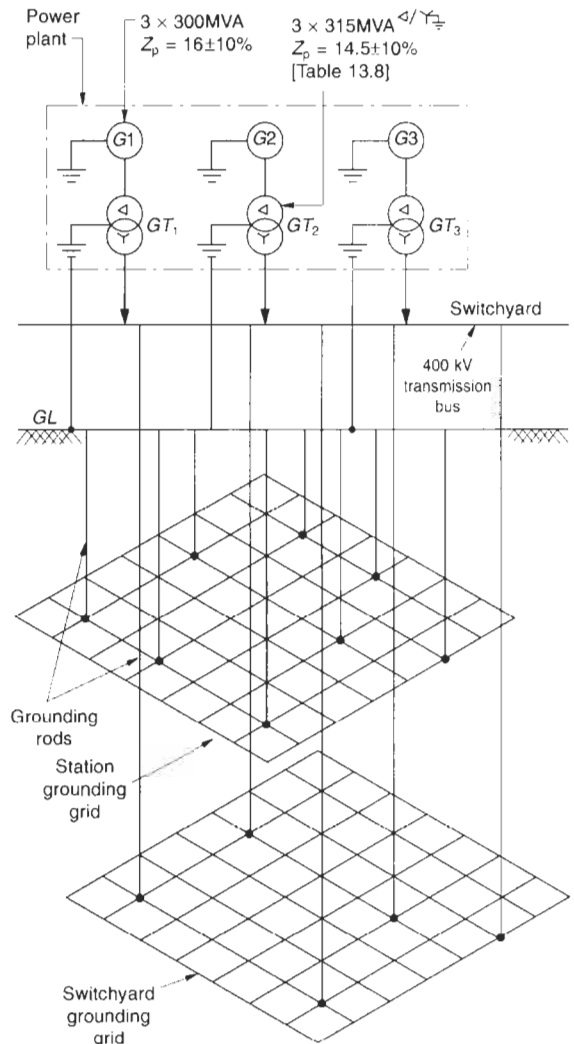 Power
plant
3 × 300MVA
Zp = 16±10%
3 × 315MVA
Zp = 14.5±10%
[Table 13.8]
G1
G2
G3
GT1
GT2
GT3
Switchyard
400 kV
transmission
bus
GL
Grounding
rods
Station
grounding
grid
Switchyard
grounding
grid